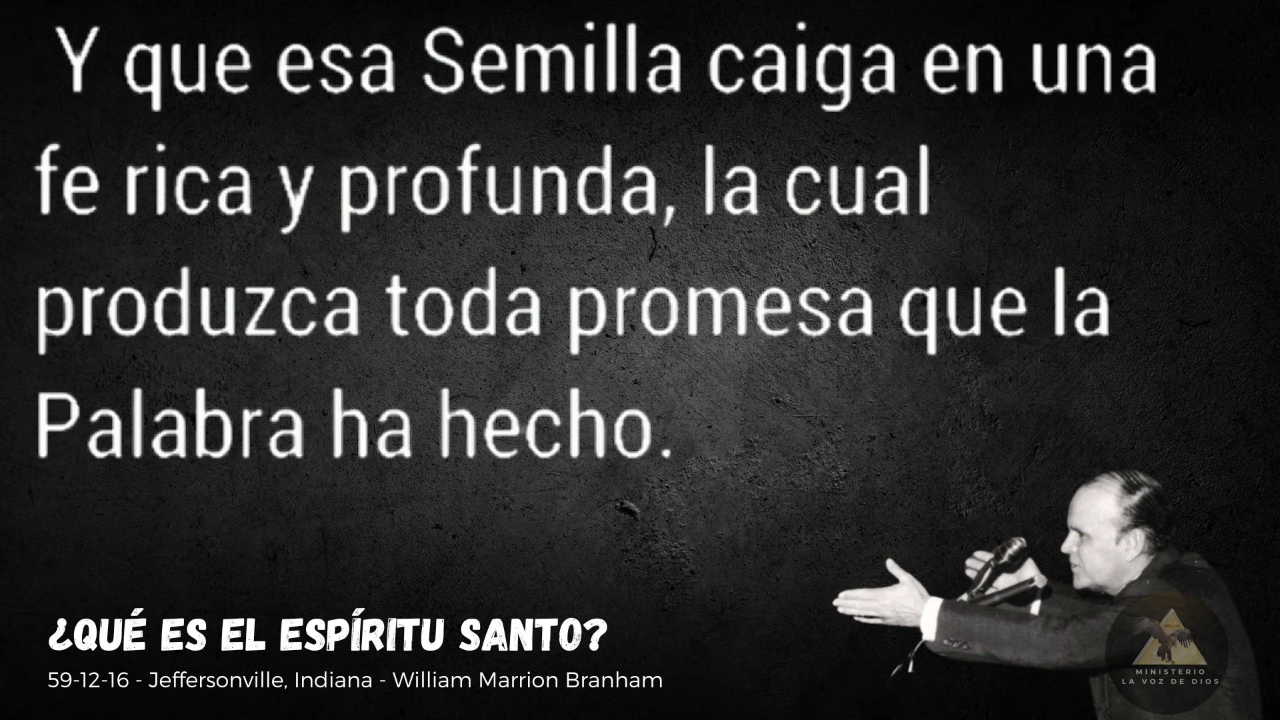 Y que esa Semilla caiga en una
fe rica y profunda, la cual
produzca toda promesa que la
Palabra ha hecho.
¿QUÉ ES EL ESPÍRITU SANTO?
59-12-16 - Jeffersonville, Indiana - William Marrion Branham
MINISTERIO
LA VOZ DE DIOS